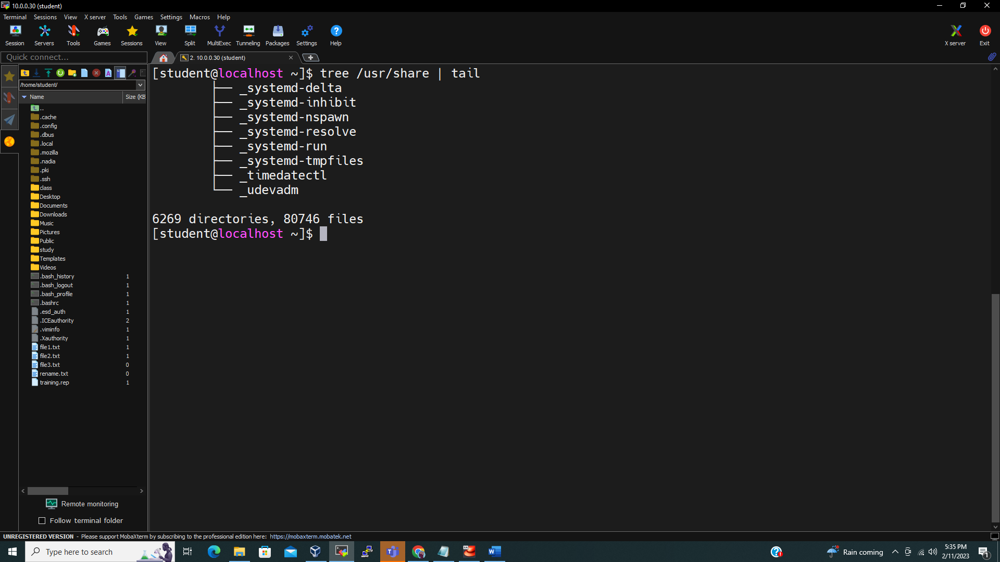 10.0.0.30 (student)
Terminal Sessions View X server Tools Games Settings Macros Help
Session Servers Tools Games Sessions View Split MultiExec Tunneling Packages Settings Help X server Exit
Quick connect...
2. 10.0.0.30 (student)
/home/student/
Name Size (KB
..
.cache
.config
.dbus
.local
.mozilla
.nadia
.pki
.ssh
class
Desktop
Documents
Downloads
Music
Pictures
Public
study
Templates
Videos
.bash_history 1
.bash_logout 1
.bash_profile 1
.bashrc 1
.esd_auth 1
.ICEauthority 2
.viminfo 1
.Xauthority 1
file1.txt 1
file2.txt 1
file3.txt 0
rename.txt 0
training.rep 1
Remote monitoring
Follow terminal folder
[student@localhost ~]$ tree /usr/share | tail
├── _systemd-delta
├── _systemd-inhibit
├── _systemd-nspawn
├── _systemd-resolve
├── _systemd-run
├── _systemd-tmpfiles
├── _timedatectl
└── _udevadm
6269 directories, 80746 files
[student@localhost ~]$
UNREGISTERED VERSION - Please support MobaXterm by subscribing to the professional edition here: https://mobaxterm.mobatek.net
Type here to search
Rain coming
5:35 PM
2/11/2023
1